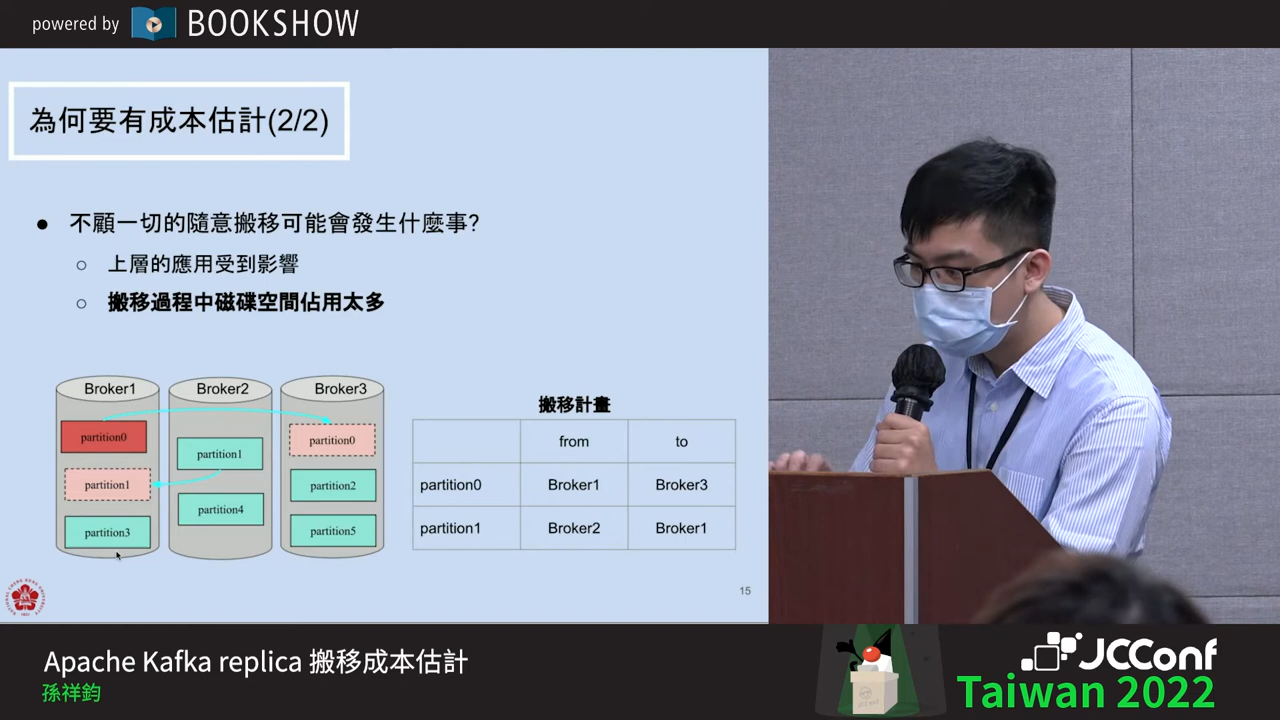 powered by BOOKSHOW
為何要有成本估計(2/2)
● 不顧一切的隨意搬移可能會發生什麼事?
○ 上層的應用受到影響
○ 搬移過程中磁碟空間佔用太多
Broker1
partition0
partition1
partition3
Broker2
partition1
partition4
Broker3
partition0
partition2
partition5
搬移計畫
from to
partition0 Broker1 Broker3
partition1 Broker2 Broker1
15
Apache Kafka replica 搬移成本估計
孫祥鈞
JCConf
Taiwan 2022